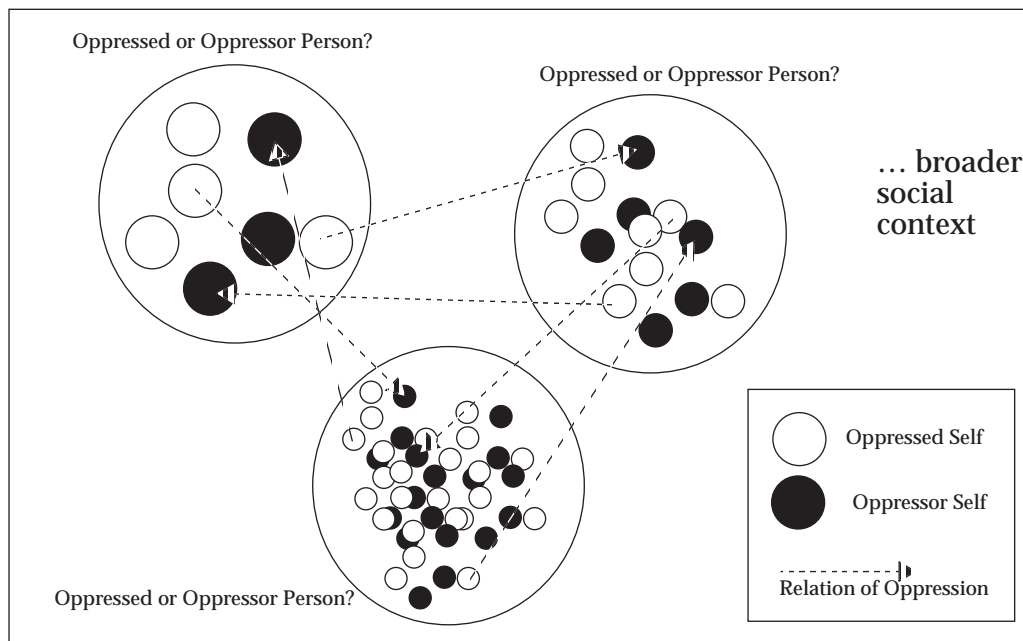 Oppressed or Oppressor Person?
Oppressed or Oppressor Person?
... broader
social
context
Oppressed Self
Oppressor Self
Relation of Oppression
Oppressed or Oppressor Person?